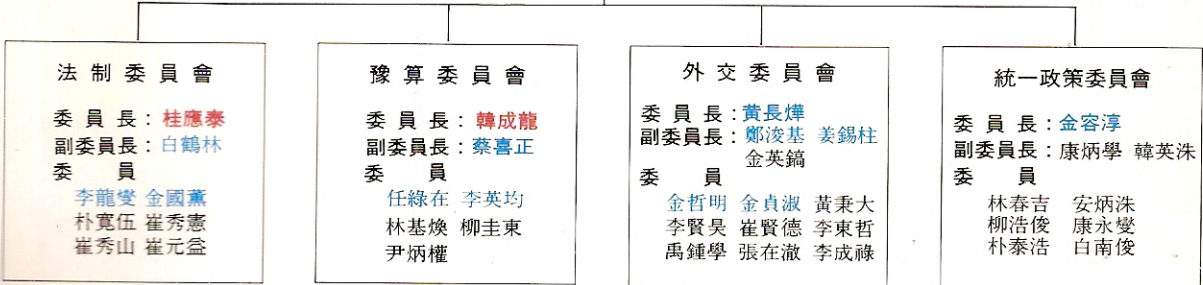 法制委員會
委員長：桂應泰
副委員長：白鶴林
委員
李龍燮 金國薰
朴寬伍 崔秀憲
崔秀山 崔元益
豫算委員會
委員長：韓成龍
副委員長：蔡喜正
委員
任綠在 李英均
林基煥 柳圭東
尹炳權
外交委員會
委員長：黃長燁
副委員長：鄭浚基 姜錫柱
金英鎬
委員
金哲明 金貞淑 黃秉大
李賢昊 崔賢德 李東哲
禹鍾學 張在澈 李成祿
統一政策委員會
委員長：金容淳
副委員長：康炳學 韓英洙
委員
林春吉 安炳洙
柳浩俊 康永燮
朴泰浩 白南俊